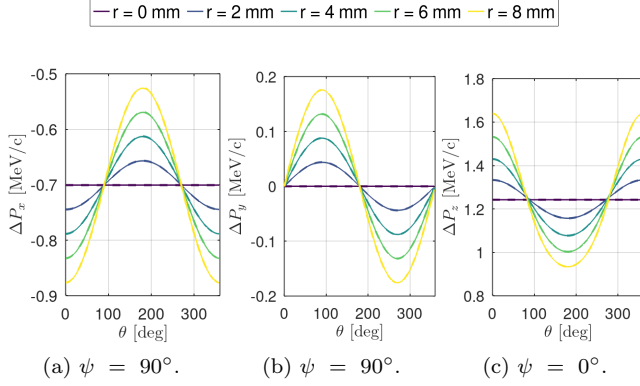 r = 0 mm r = 2 mm r = 4 mm r = 6 mm r = 8 mm
-0.5
-0.6
-0.7
-0.8
-0.9
0 100 200 300
ΔPx [MeV/c]
θ [deg]
0.2
0.1
0
-0.1
-0.2
0 100 200 300
ΔPy [MeV/c]
θ [deg]
1.8
1.6
1.4
1.2
1
0.8
0 100 200 300
ΔPz [MeV/c]
θ [deg]
(a) ψ = 90°. (b) ψ = 90°. (c) ψ = 0°.